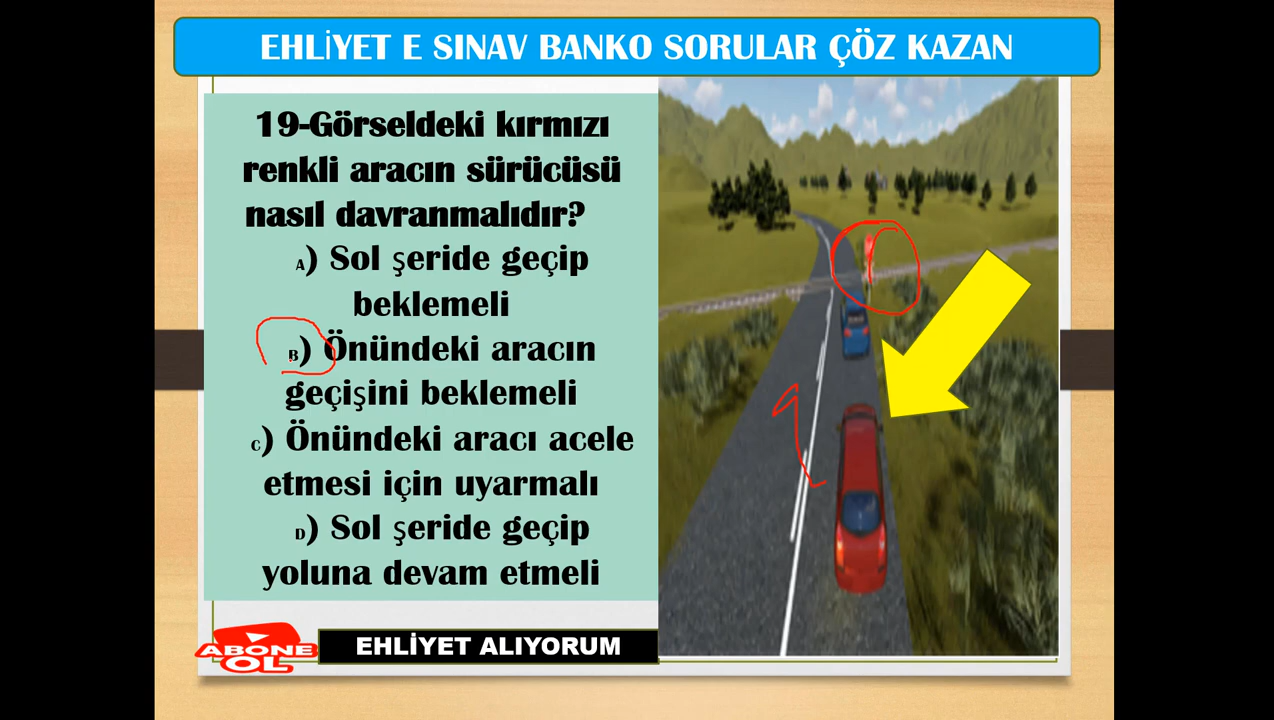 EHLİYET E SINAV BANKO SORULAR ÇÖZ KAZAN
19-Görseldeki kırmızı
renkli aracın sürücüsü
nasıl davranmalıdır?
A) Sol şeride geçip
beklemeli
B) Önündeki aracın
geçişini beklemeli
C) Önündeki aracı acele
etmesi için uyarmalı
D) Sol şeride geçip
yoluna devam etmeli
ABONE
OL
EHLİYET ALIYORUM